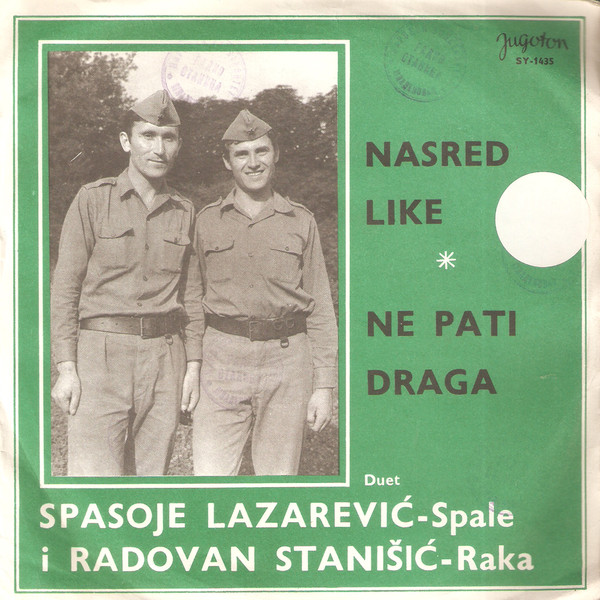 Jugoton
SY-1435
NASRED
LIKE
*
NE PATI
DRAGA
Duet
SPASOJE LAZAREVIĆ-Spale
i RADOVAN STANIŠIĆ-Raka